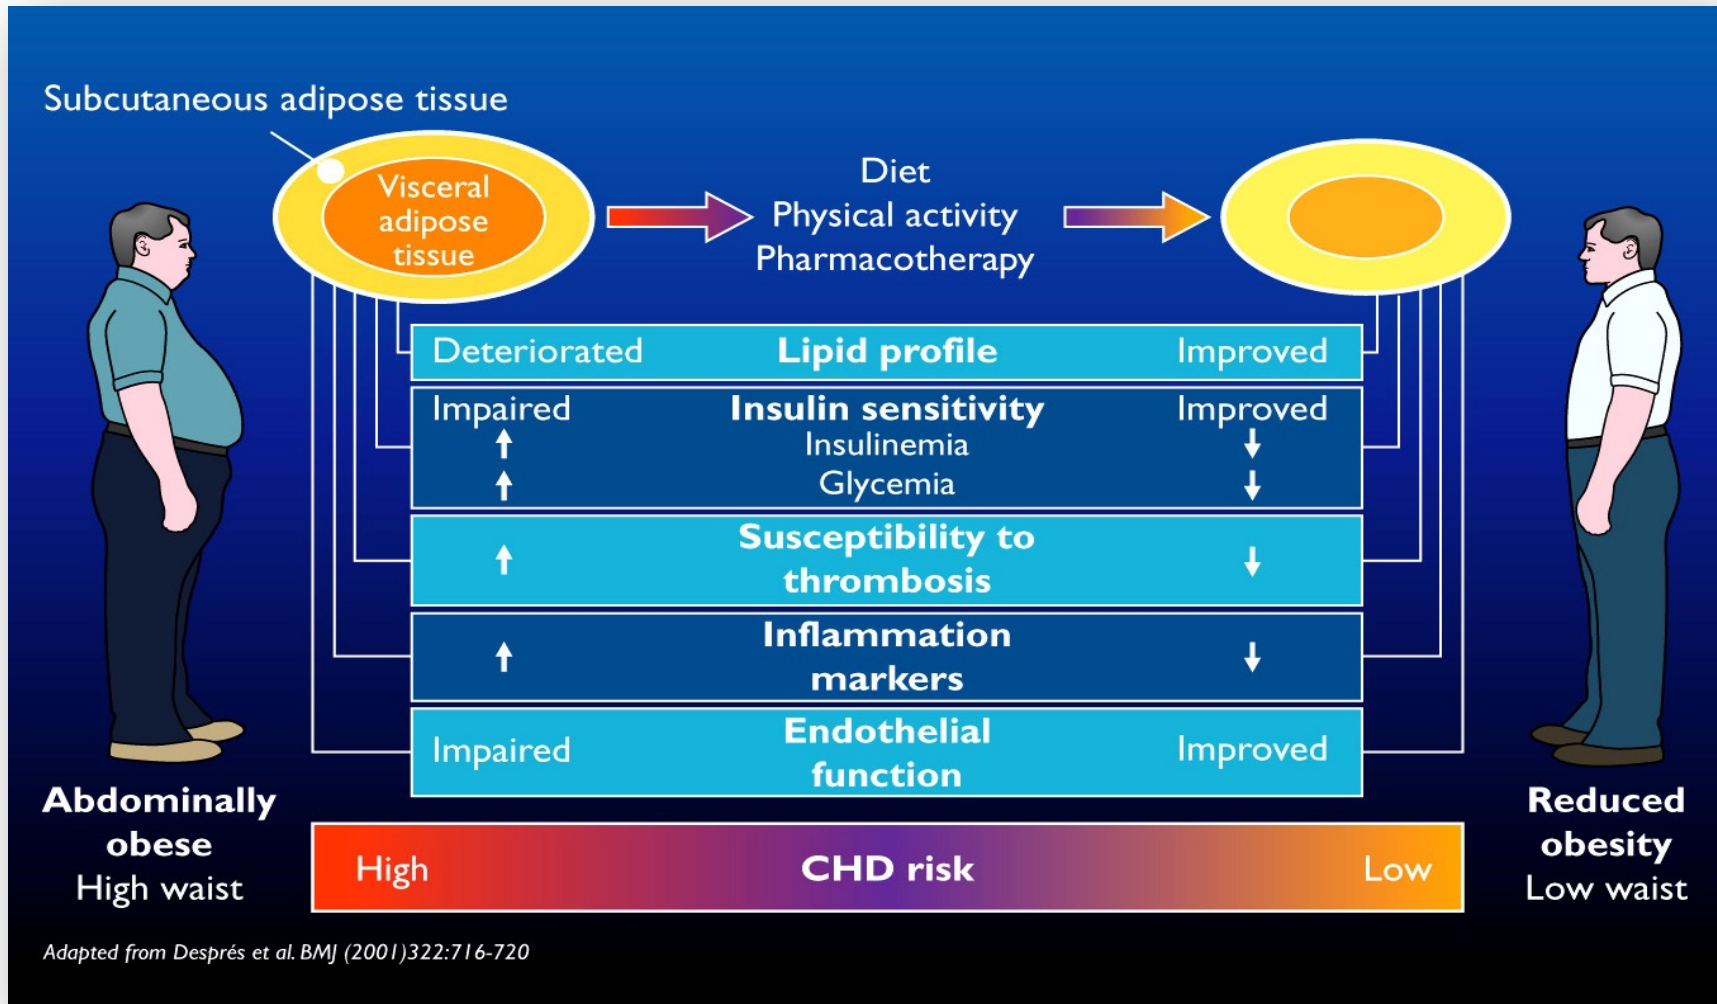 Subcutaneous adipose tissue
Visceral
adipose
tissue
Diet
Physical activity
Pharmacotherapy
Deteriorated Lipid profile Improved
Impaired Insulin sensitivity Improved
↑ Insulinemia ↓
↑ Glycemia ↓
↑ Susceptibility to ↓
thrombosis
↑ Inflammation ↓
markers
Impaired Endothelial Improved
function
Abdominally
obese
High waist
High CHD risk Low
Reduced
obesity
Low waist
Adapted from Després et al. BMJ (2001)322:716-720